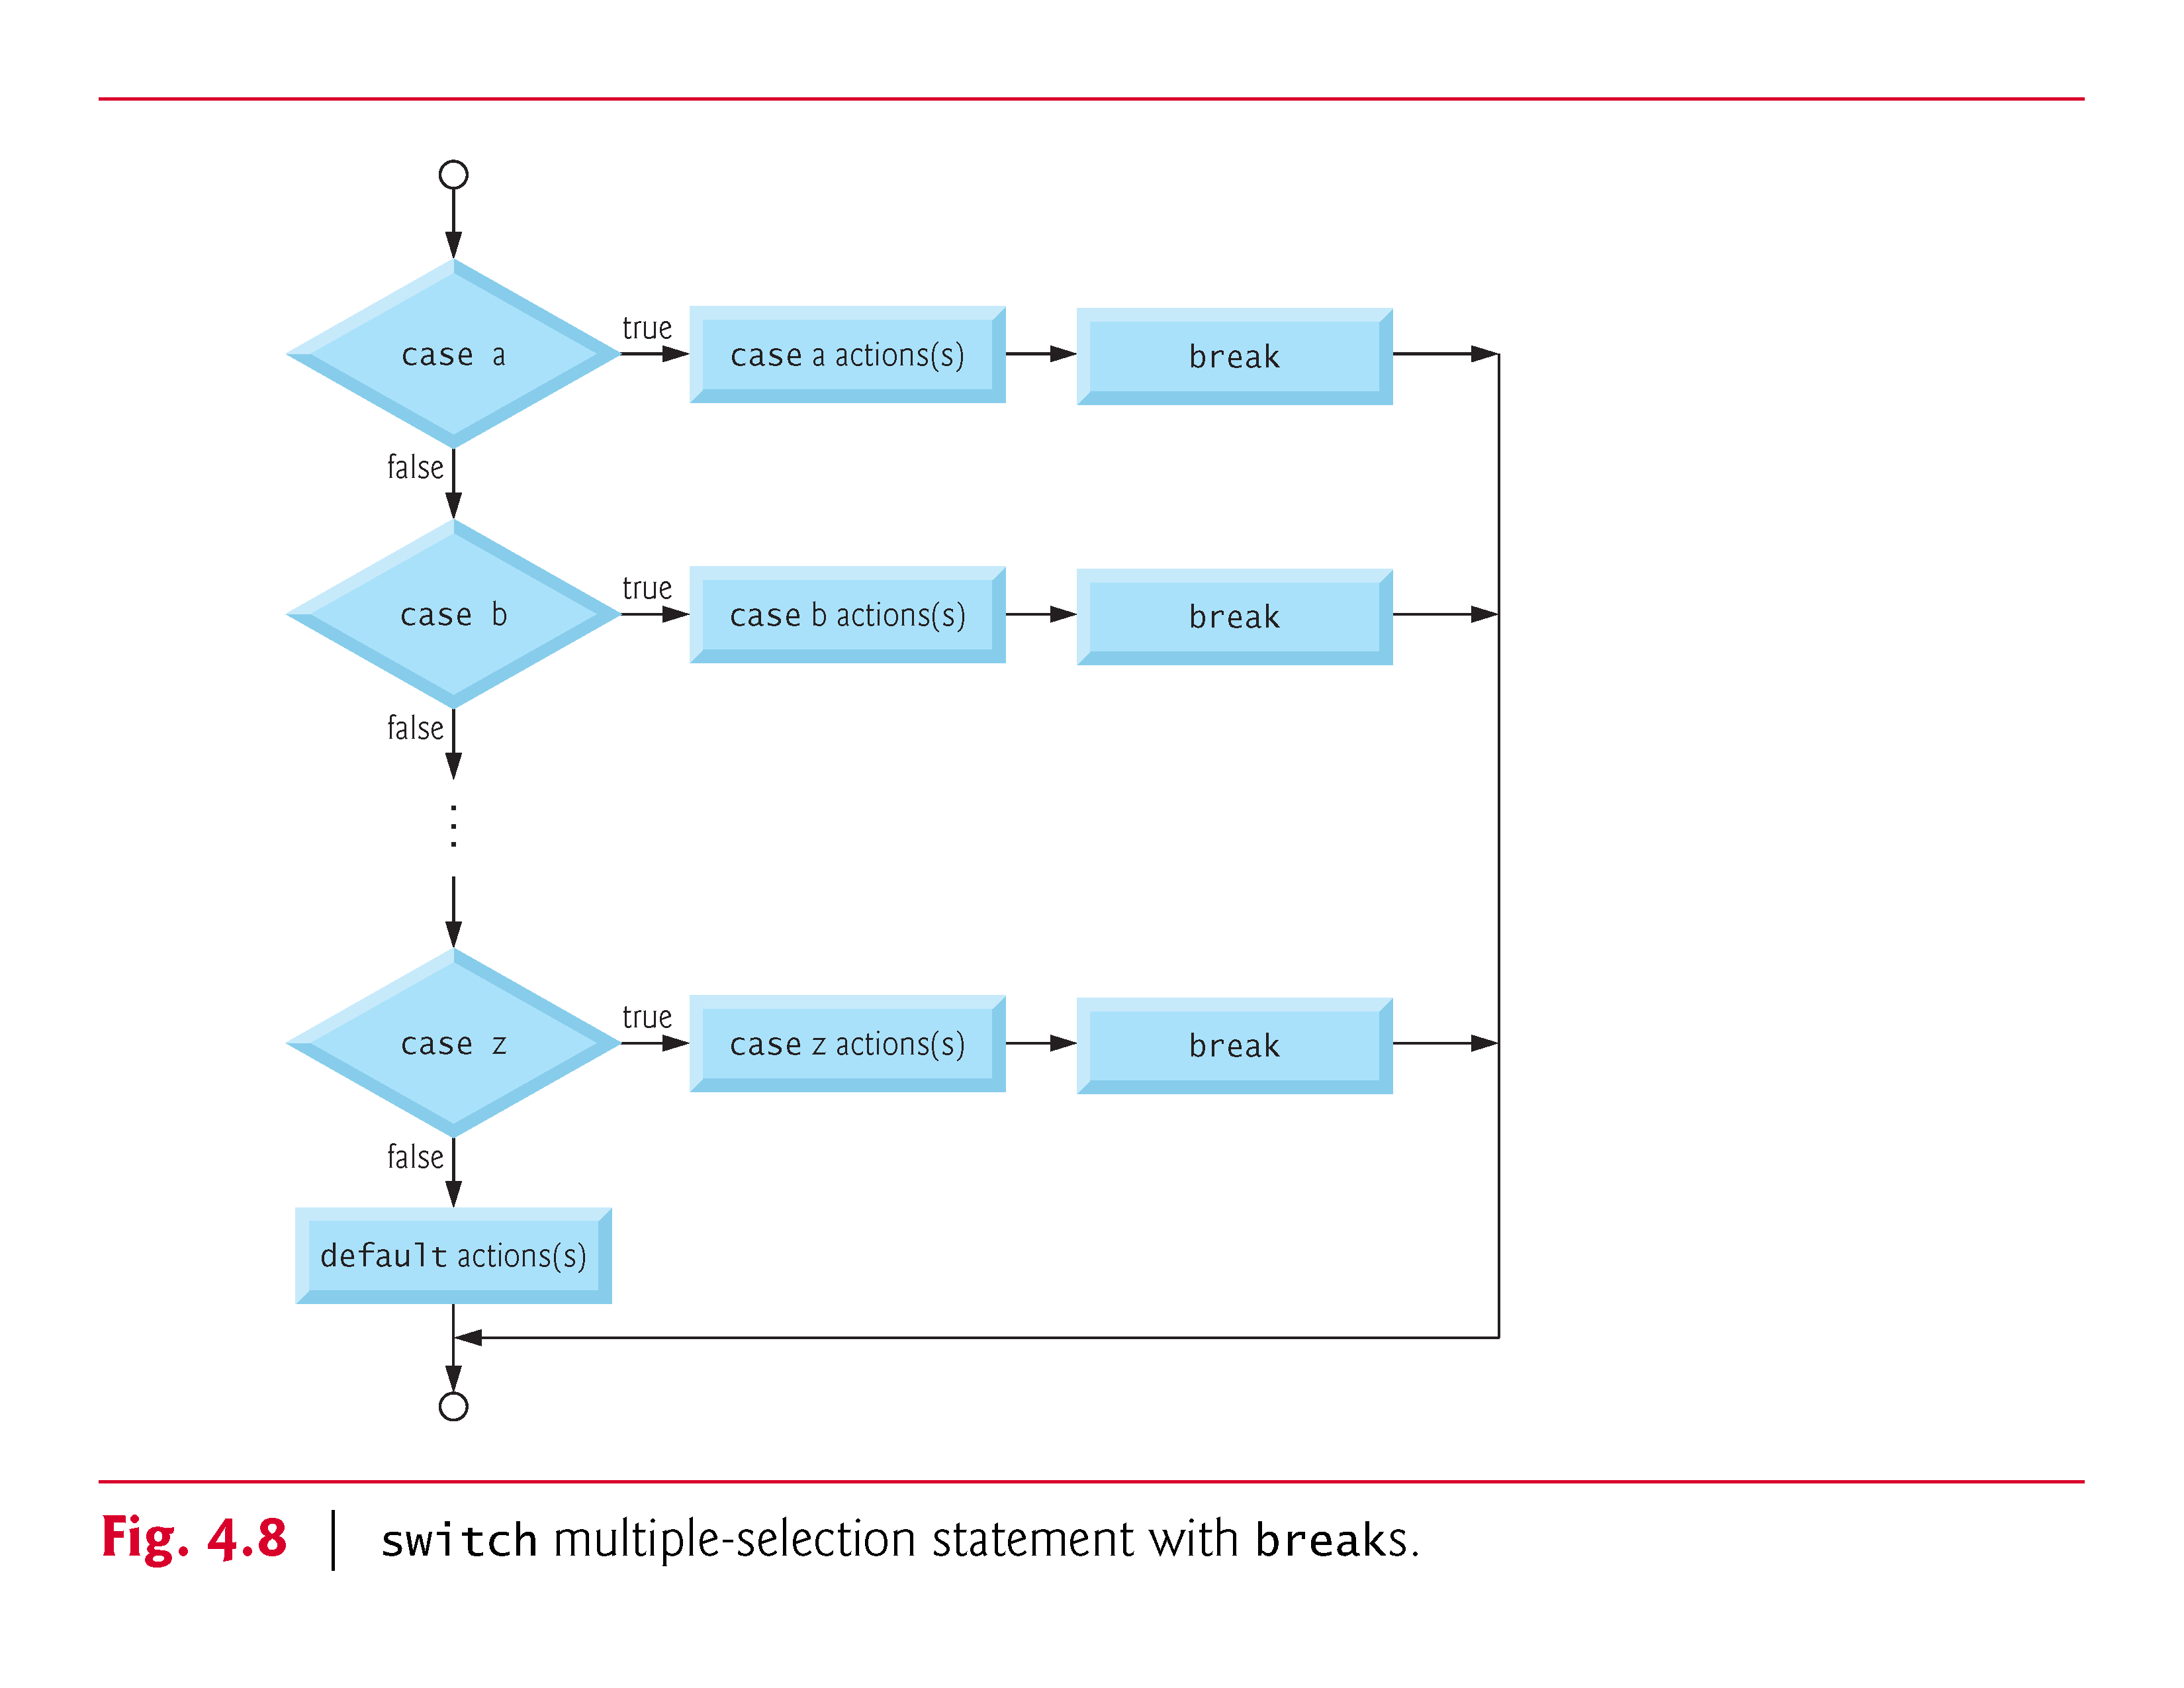 true
case a
case a actions(s)
break
false
true
case b
case b actions(s)
break
false
true
case z
case z actions(s)
break
false
default actions(s)
Fig. 4.8 | switch multiple-selection statement with breaks.